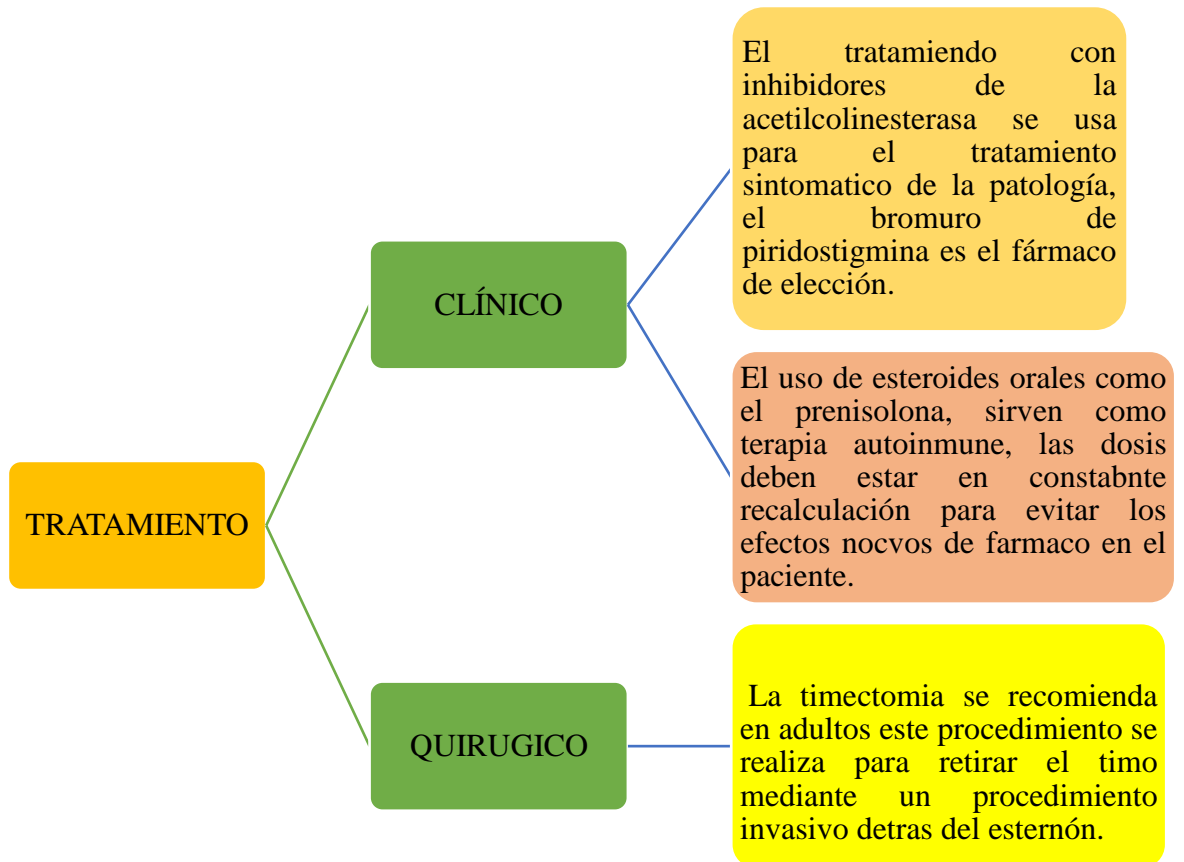 El tratamiendo con
inhibidores de la
acetilcolinesterasa se usa
para el tratamiento
sintomatico de la patología,
el bromuro de
piridostigmina es el fármaco
de elección.
CLÍNICO
El uso de esteroides orales como
el prenisolona, sirven como
terapia autoinmune, las dosis
deben estar en constabnte
recalculación para evitar los
efectos nocvos de farmaco en el
paciente.
TRATAMIENTO
La timectomia se recomienda
en adultos este procedimiento se
realiza para retirar el timo
mediante un procedimiento
invasivo detras del esternón.
QUIRUGICO